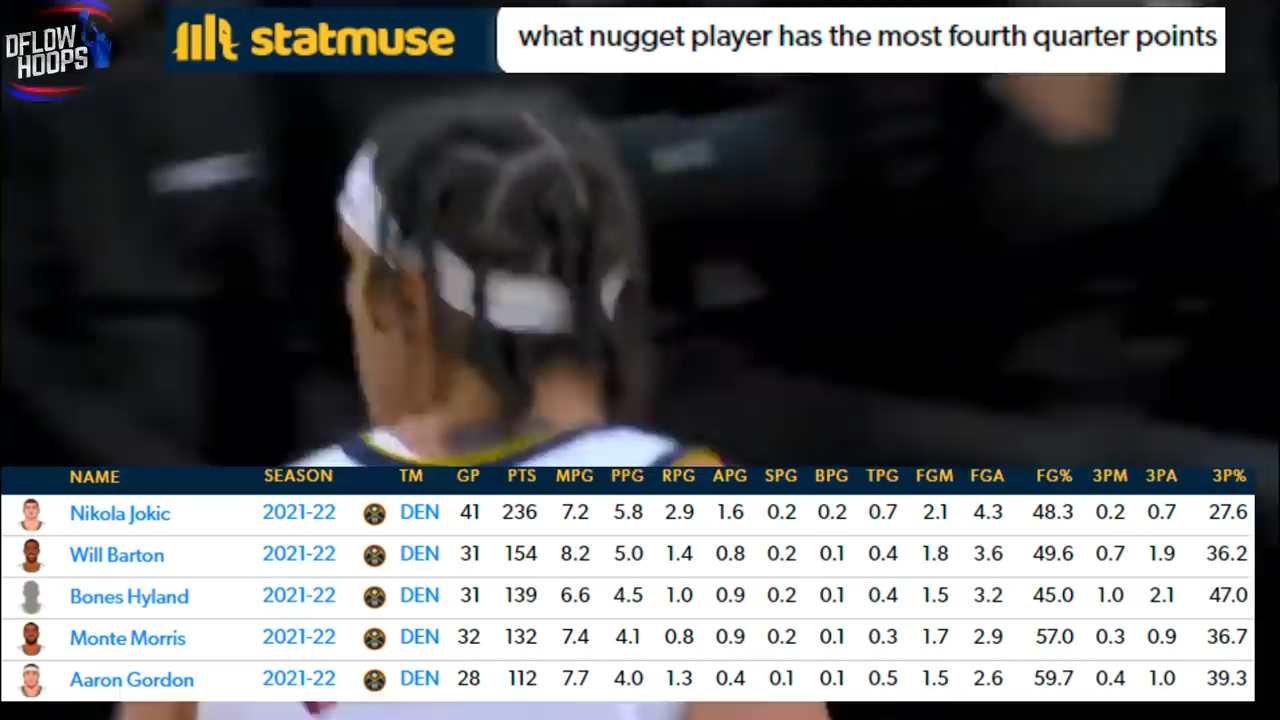 DFLOW
HOOPS
statmuse
what nugget player has the most fourth quarter points
NAME SEASON TM GP PTS MPG PPG RPG APG SPG BPG TPG FGM FGA FG% 3PM 3PA 3P%
Nikola Jokic 2021-22 DEN 41 236 7.2 5.8 2.9 1.6 0.2 0.2 0.7 2.1 4.3 48.3 0.2 0.7 27.6
Will Barton 2021-22 DEN 31 154 8.2 5.0 1.4 0.8 0.2 0.1 0.4 1.8 3.6 49.6 0.7 1.9 36.2
Bones Hyland 2021-22 DEN 31 139 6.6 4.5 1.0 0.9 0.2 0.1 0.4 1.5 3.2 45.0 1.0 2.1 47.0
Monte Morris 2021-22 DEN 32 132 7.4 4.1 0.8 0.9 0.2 0.1 0.3 1.7 2.9 57.0 0.3 0.9 36.7
Aaron Gordon 2021-22 DEN 28 112 7.7 4.0 1.3 0.4 0.1 0.1 0.5 1.5 2.6 59.7 0.4 1.0 39.3